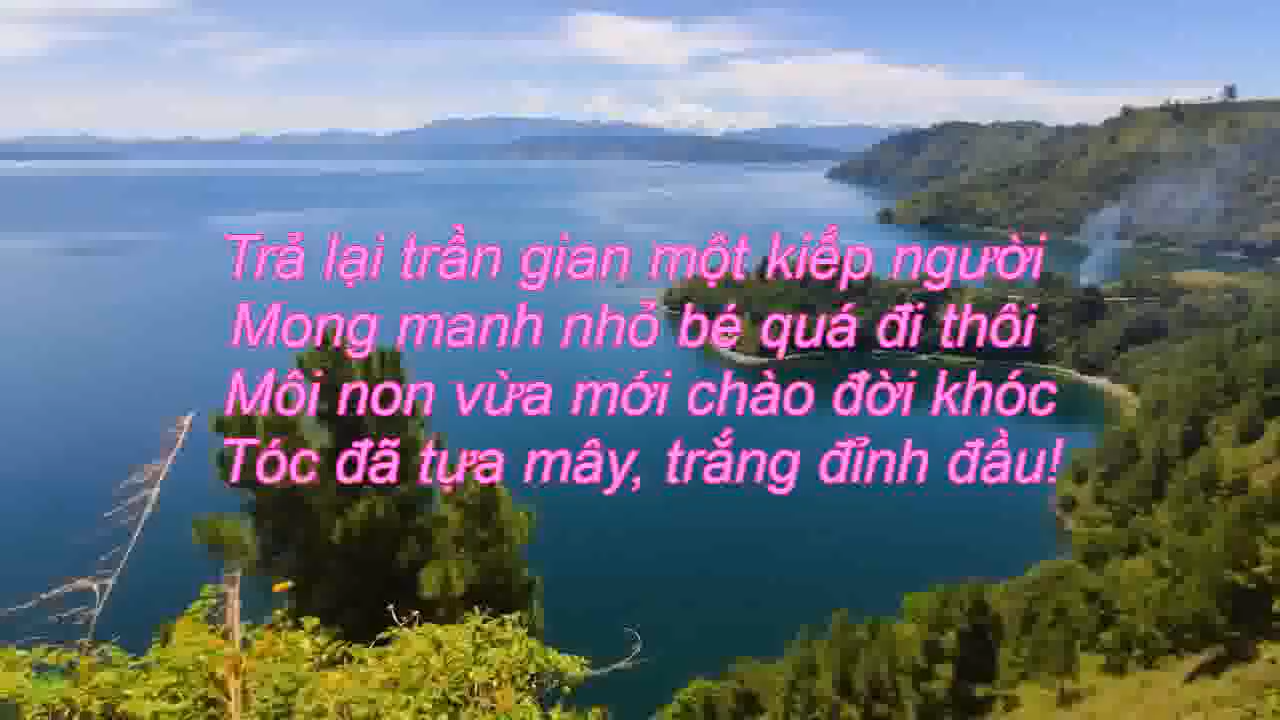 Trả lại trần gian một kiếp người
Mong manh nhỏ bé quá đi thôi
Môi non vừa mới chào đời khóc
Tóc đã tựa mây, trắng đỉnh đầu!